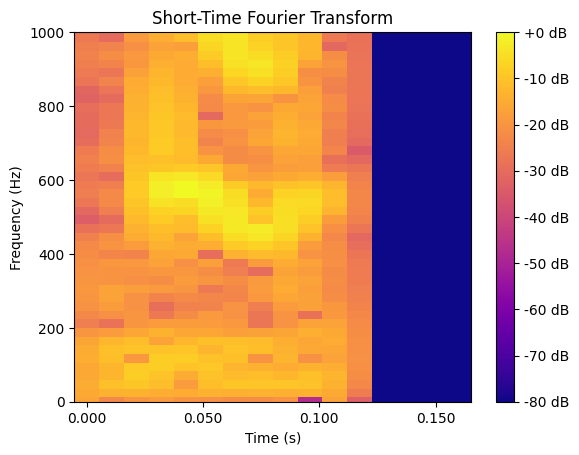 Short-Time Fourier Transform
Frequency (Hz)
1000
800
600
400
200
0
0.000
0.050
0.100
0.150
Time (s)
+0 dB
-10 dB
-20 dB
-30 dB
-40 dB
-50 dB
-60 dB
-70 dB
-80 dB